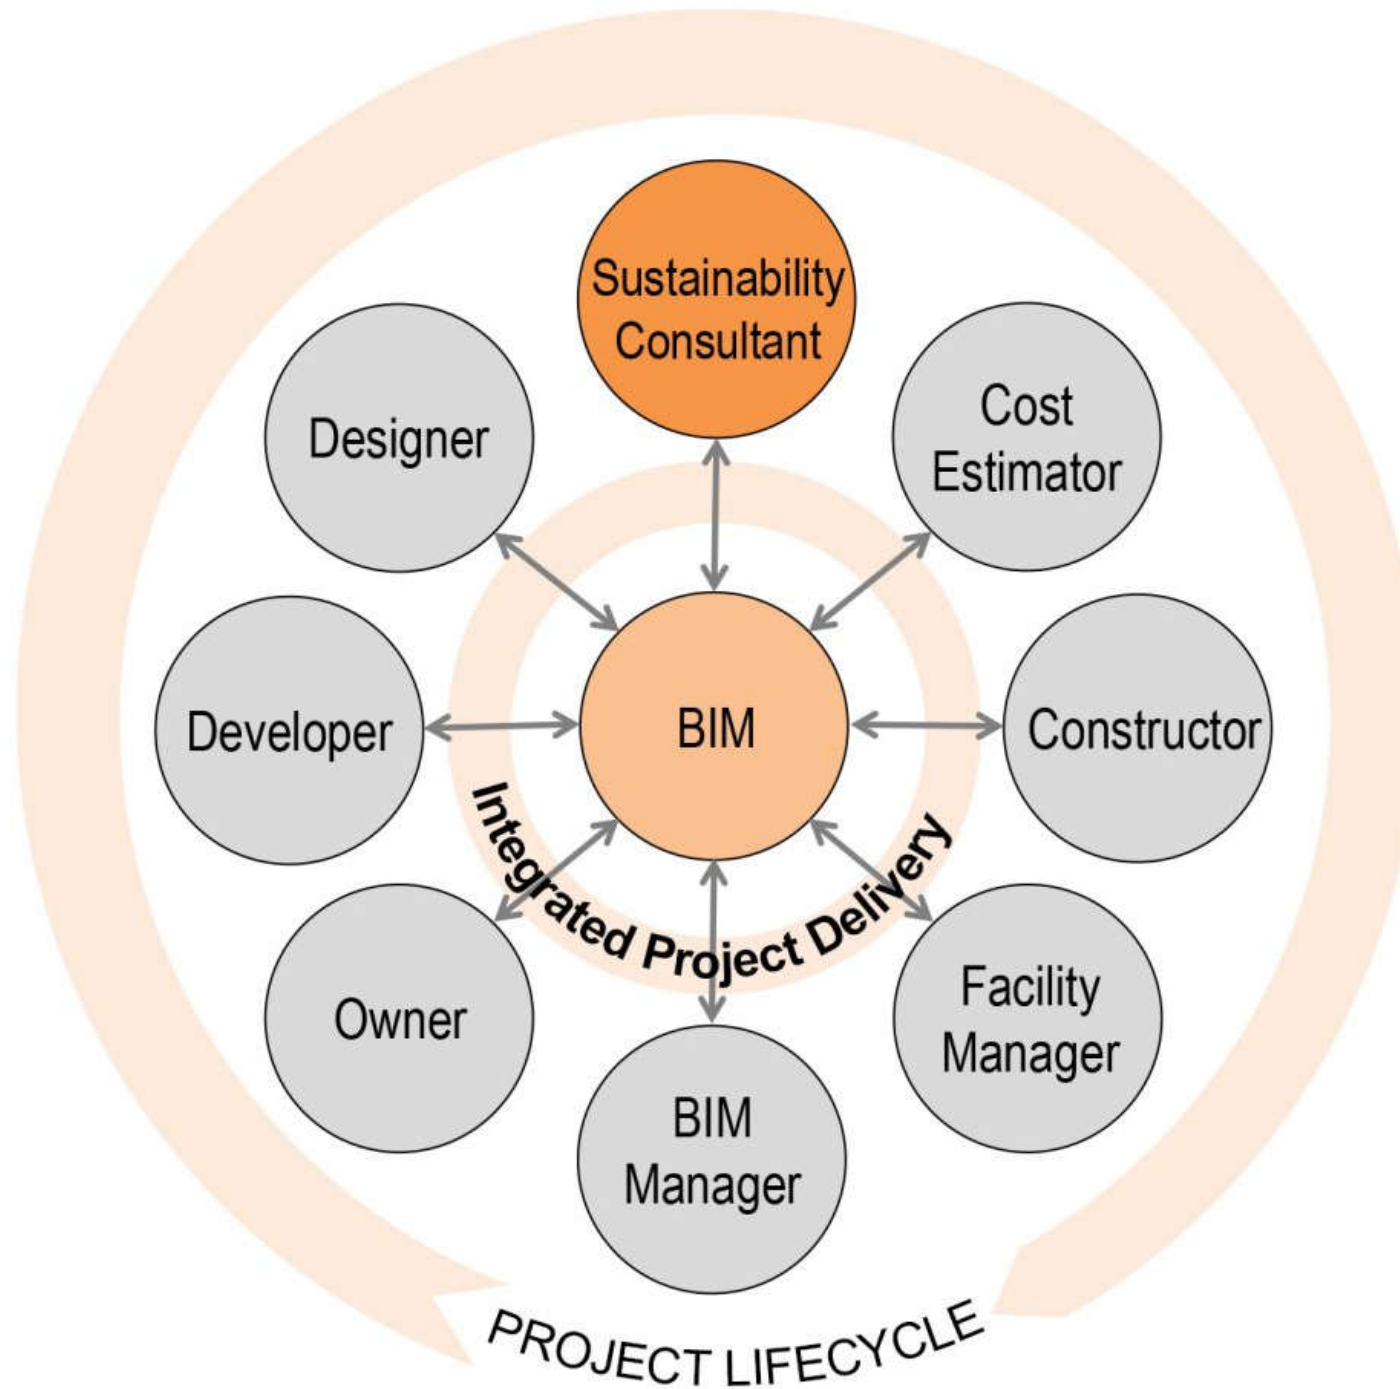 Sustainability
Consultant
Designer
Cost
Estimator
Developer
BIM
Constructor
Integrated Project Delivery
Owner
Facility
Manager
BIM
Manager
PROJECT LIFECYCLE